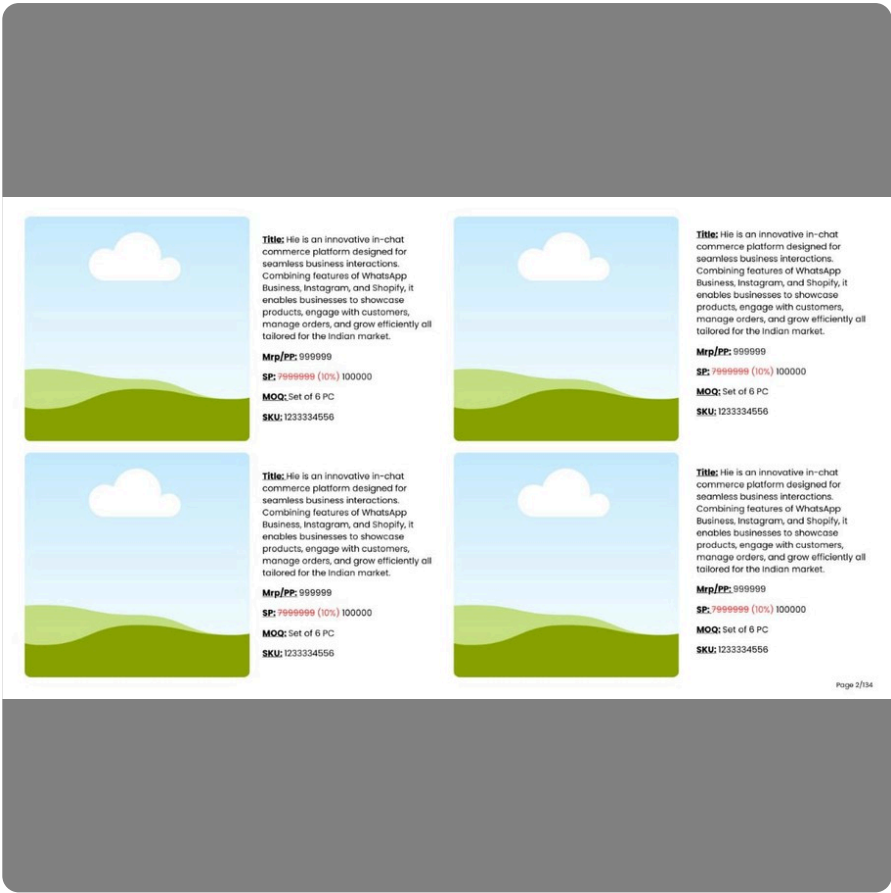 Title: Hie is an innovative in-chat
commerce platform designed for
seamless business interactions.
Combining features of WhatsApp
Business, Instagram, and Shopify, it
enables businesses to showcase
products, engage with customers,
manage orders, and grow efficiently all
tailored for the Indian market.
Mrp/PP: 999999
SP: 7999999 (10%) 100000
MOQ: Set of 6 PC
SKU: 1233334556
Title: Hie is an innovative in-chat
commerce platform designed for
seamless business interactions.
Combining features of WhatsApp
Business, Instagram, and Shopify, it
enables businesses to showcase
products, engage with customers,
manage orders, and grow efficiently all
tailored for the Indian market.
Mrp/PP: 999999
SP: 7999999 (10%) 100000
MOQ: Set of 6 PC
SKU: 1233334556
Title: Hie is an innovative in-chat
commerce platform designed for
seamless business interactions.
Combining features of WhatsApp
Business, Instagram, and Shopify, it
enables businesses to showcase
products, engage with customers,
manage orders, and grow efficiently all
tailored for the Indian market.
Mrp/PP: 999999
SP: 7999999 (10%) 100000
MOQ: Set of 6 PC
SKU: 1233334556
Title: Hie is an innovative in-chat
commerce platform designed for
seamless business interactions.
Combining features of WhatsApp
Business, Instagram, and Shopify, it
enables businesses to showcase
products, engage with customers,
manage orders, and grow efficiently all
tailored for the Indian market.
Mrp/PP: 999999
SP: 7999999 (10%) 100000
MOQ: Set of 6 PC
SKU: 1233334556
Page 2/134